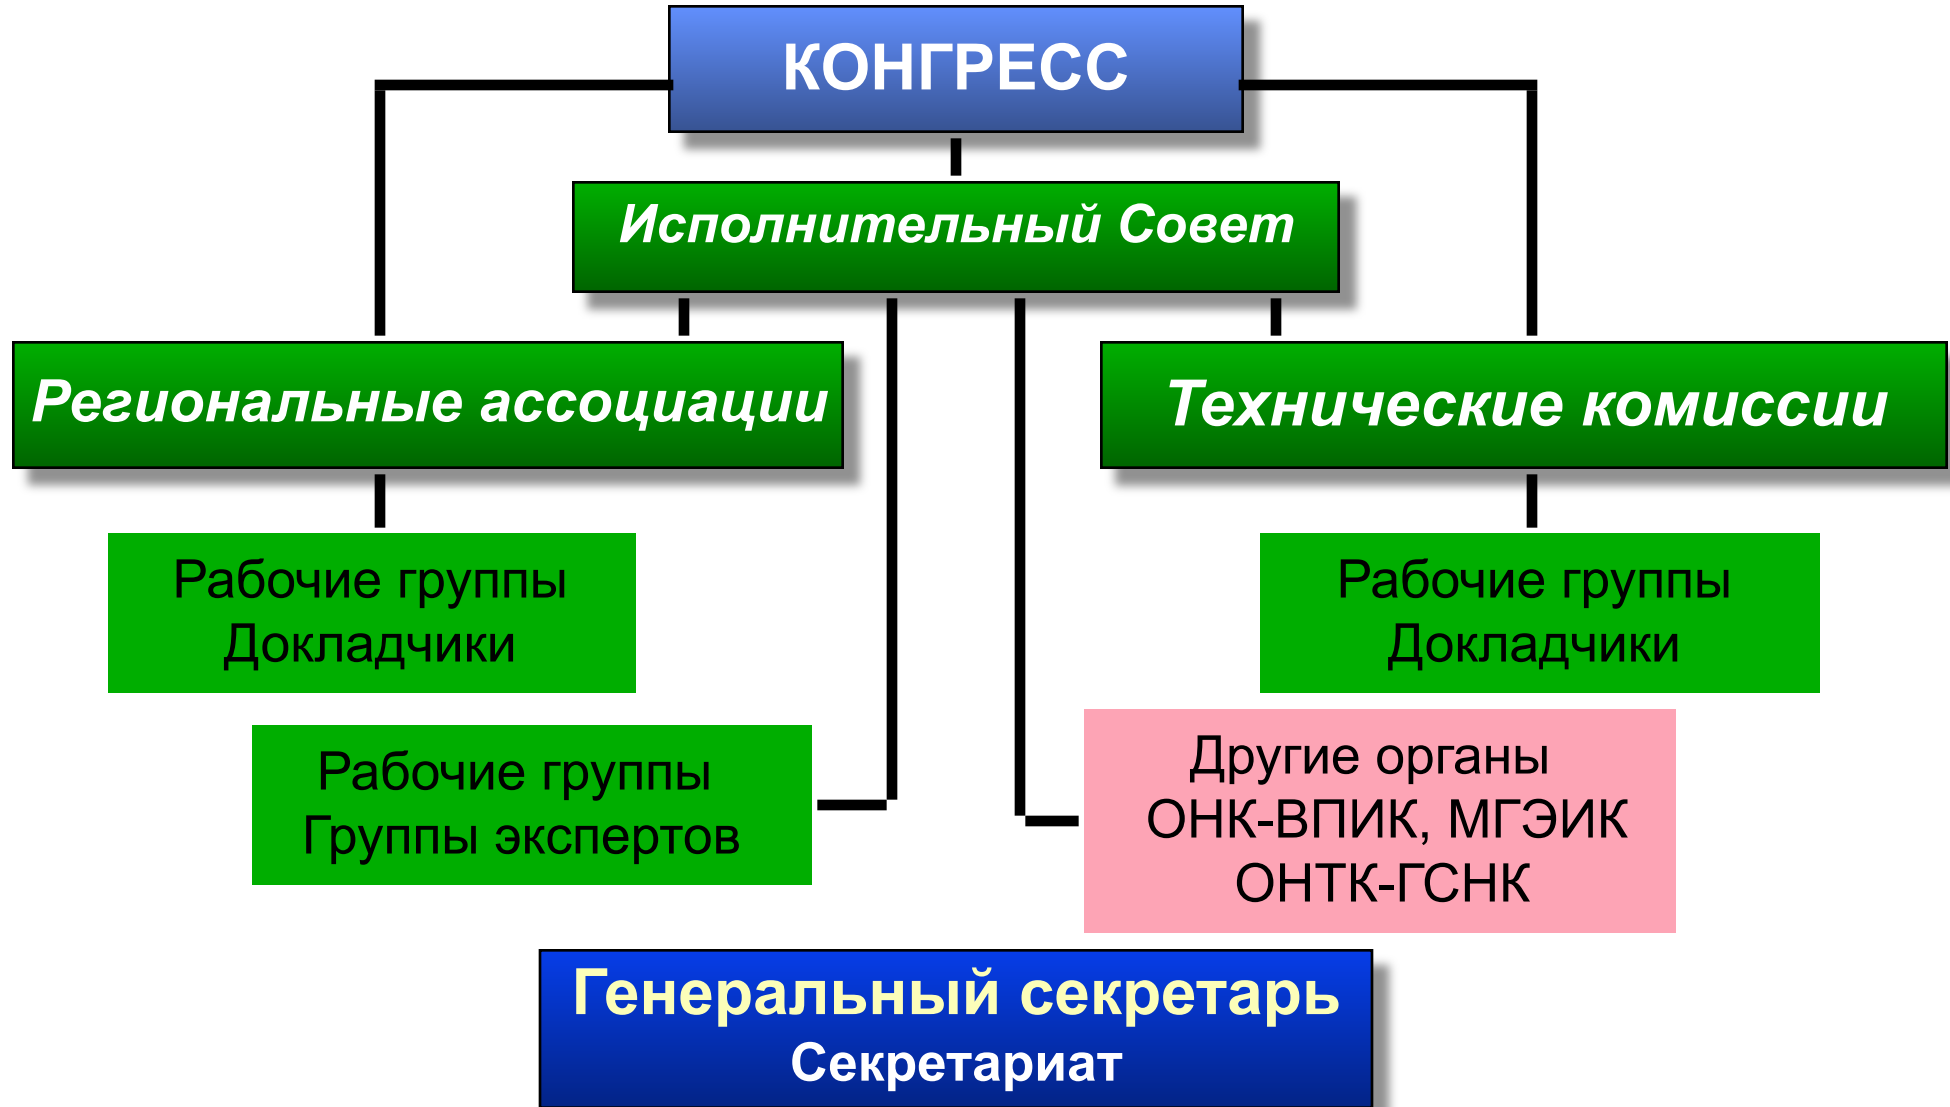 КОНГРЕСС
Исполнительный Совет
Региональные ассоциации
Технические комиссии
Рабочие группы
Докладчики
Рабочие группы
Докладчики
Рабочие группы
Группы экспертов
Другие органы
ОНК-ВПИК, МГЭИК
ОНТК-ГСНК
Генеральный секретарь
Секретариат